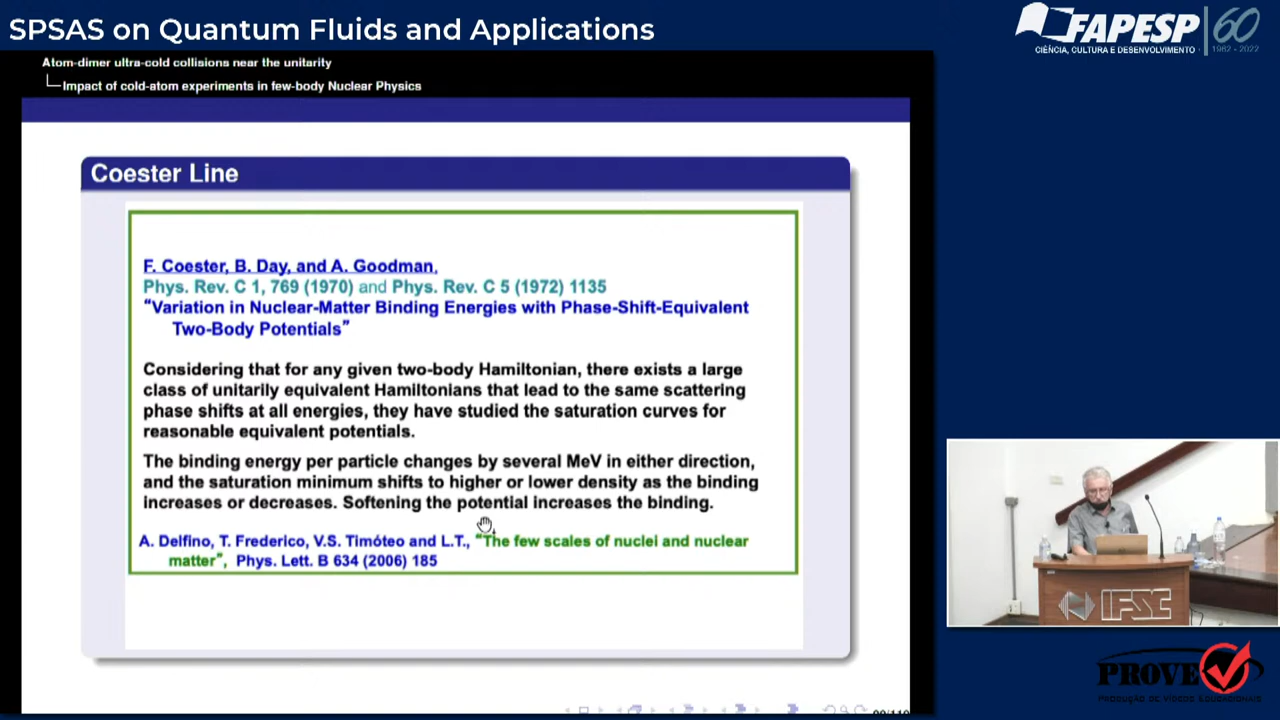 SPSAS on Quantum Fluids and Applications
FAPESP 60
CIÊNCIA, CULTURA E DESENVOLVIMENTO
1962 - 2022
Atom-dimer ultra-cold collisions near the unitarity
Impact of cold-atom experiments in few-body Nuclear Physics
Coester Line
F. Coester, B. Day, and A. Goodman,
Phys. Rev. C 1, 769 (1970) and Phys. Rev. C 5 (1972) 1135
“Variation in Nuclear-Matter Binding Energies with Phase-Shift-Equivalent
Two-Body Potentials”
Considering that for any given two-body Hamiltonian, there exists a large
class of unitarily equivalent Hamiltonians that lead to the same scattering
phase shifts at all energies, they have studied the saturation curves for
reasonable equivalent potentials.
The binding energy per particle changes by several MeV in either direction,
and the saturation minimum shifts to higher or lower density as the binding
increases or decreases. Softening the potential increases the binding.
A. Delfino, T. Frederico, V.S. Timóteo and L.T., “The few scales of nuclei and nuclear
matter”, Phys. Lett. B 634 (2006) 185
IFSC
PROVE
PRODUÇÃO DE VÍDEOS EDUCACIONAIS